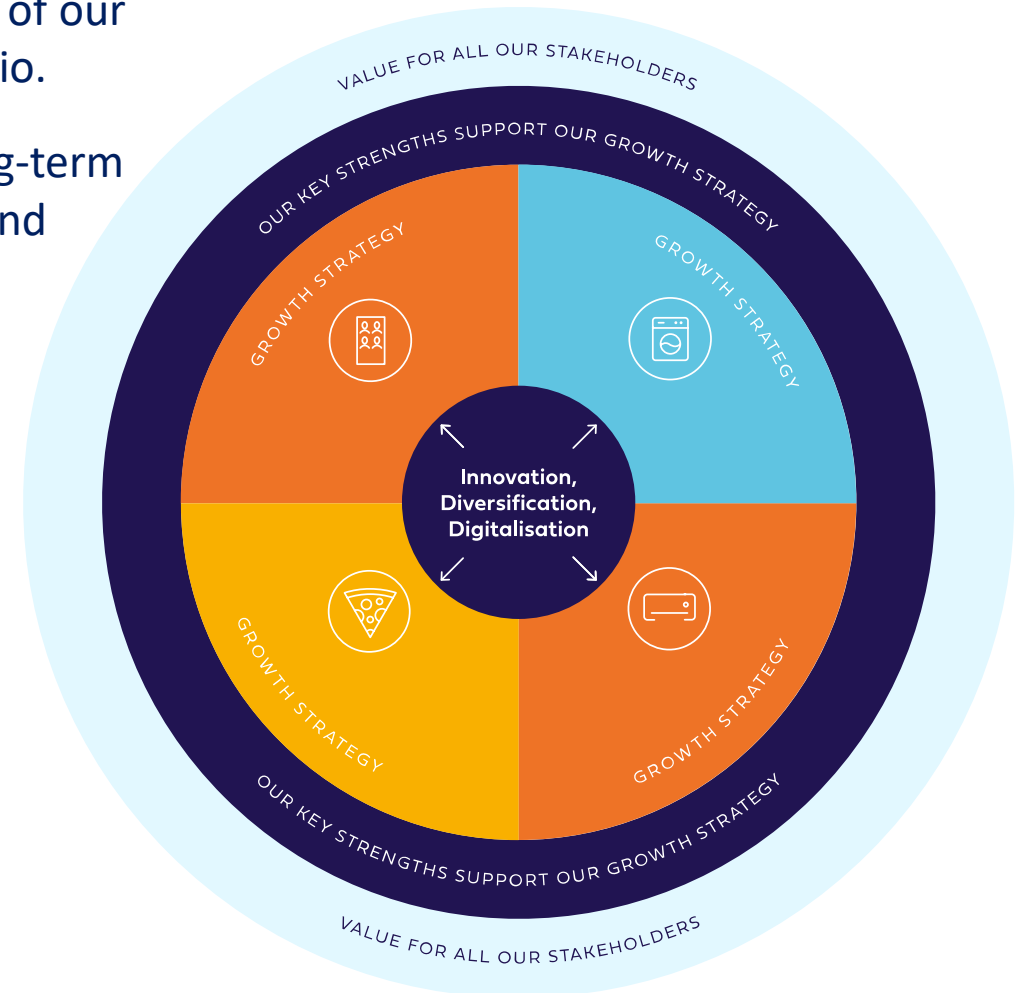 of our
io.
g-term
nd
VALUE FOR ALL OUR STAKEHOLDERS
OUR KEY STRENGTHS SUPPORT OUR GROWTH STRATEGY
GROWTH STRATEGY
GROWTH STRATEGY
Innovation,
Diversification,
Digitalisation
GROWTH STRATEGY
GROWTH STRATEGY
OUR KEY STRENGTHS SUPPORT OUR GROWTH STRATEGY
VALUE FOR ALL OUR STAKEHOLDERS